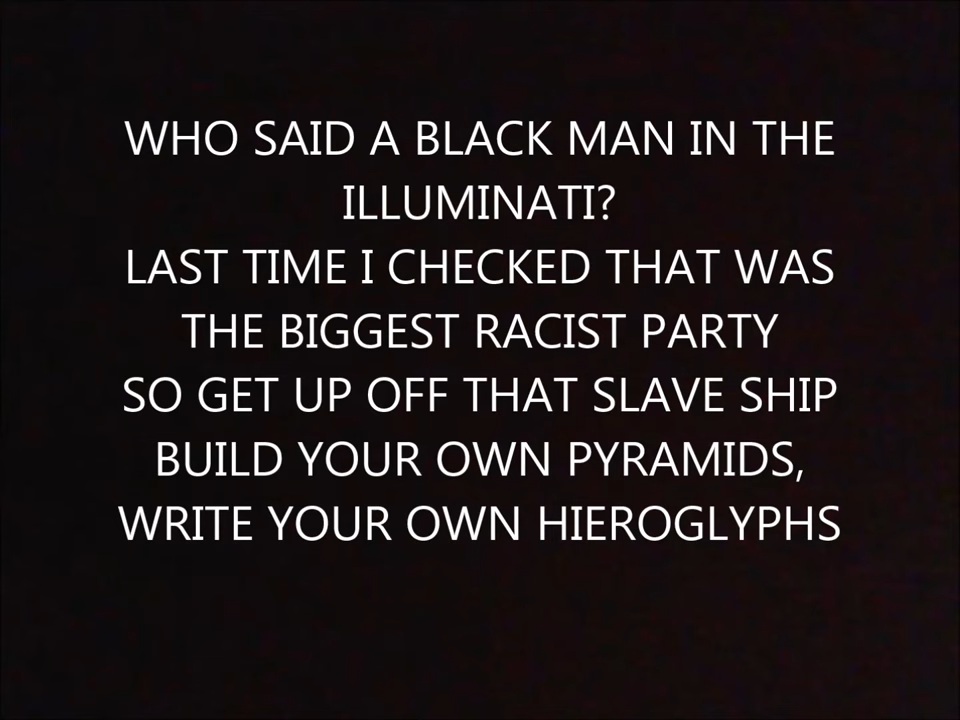 WHO SAID A BLACK MAN IN THE
ILLUMINATI?
LAST TIME I CHECKED THAT WAS
THE BIGGEST RACIST PARTY
SO GET UP OFF THAT SLAVE SHIP
BUILD YOUR OWN PYRAMIDS,
WRITE YOUR OWN HIEROGLYPHS